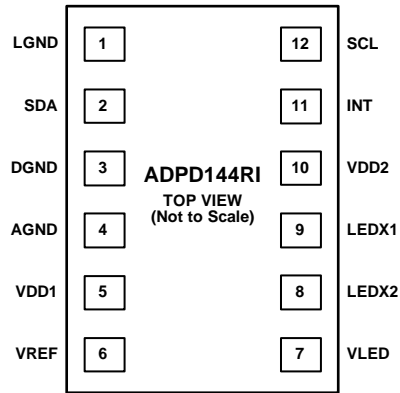 LGND 1 12 SCL
SDA 2 11 INT
DGND 3 ADPD144RI 10 VDD2
TOP VIEW
(Not to Scale)
AGND 4 9 LEDX1
VDD1 5 8 LEDX2
VREF 6 7 VLED